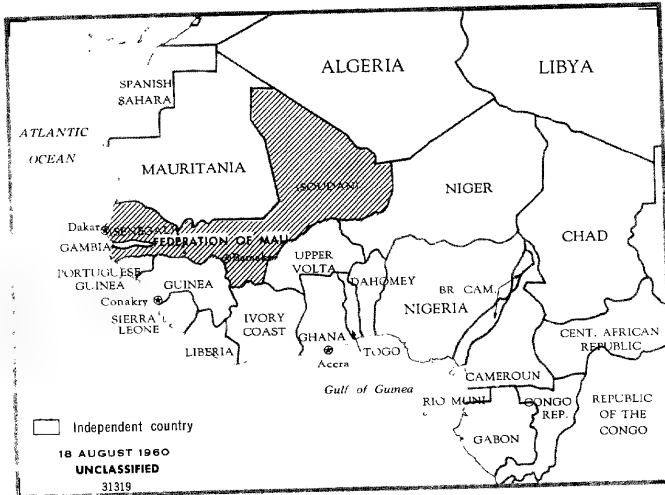 ALGERIA
LIBYA
SPANISH
SAHARA
ATLANTIC
OCEAN
MAURITANIA
(SOUDAN)
NIGER
CHAD
Dakar
SENEGAL
GAMBIA
FEDERATION OF MALI
Bamako
PORTUGUESE
GUINEA
GUINEA
UPPER
VOLTA
DAHOMEY
BR CAM.
NIGERIA
Conakry
SIERRA
LEONE
IVORY
COAST
GHANA
LIBERIA
TOGO
Accra
CENT. AFRICAN
REPUBLIC
CAMEROUN
Gulf of Guinea
RIO MUNI
CONGO
REP.
REPUBLIC
OF THE
CONGO
GABON
Independent country
18 AUGUST 1960
UNCLASSIFIED
31319